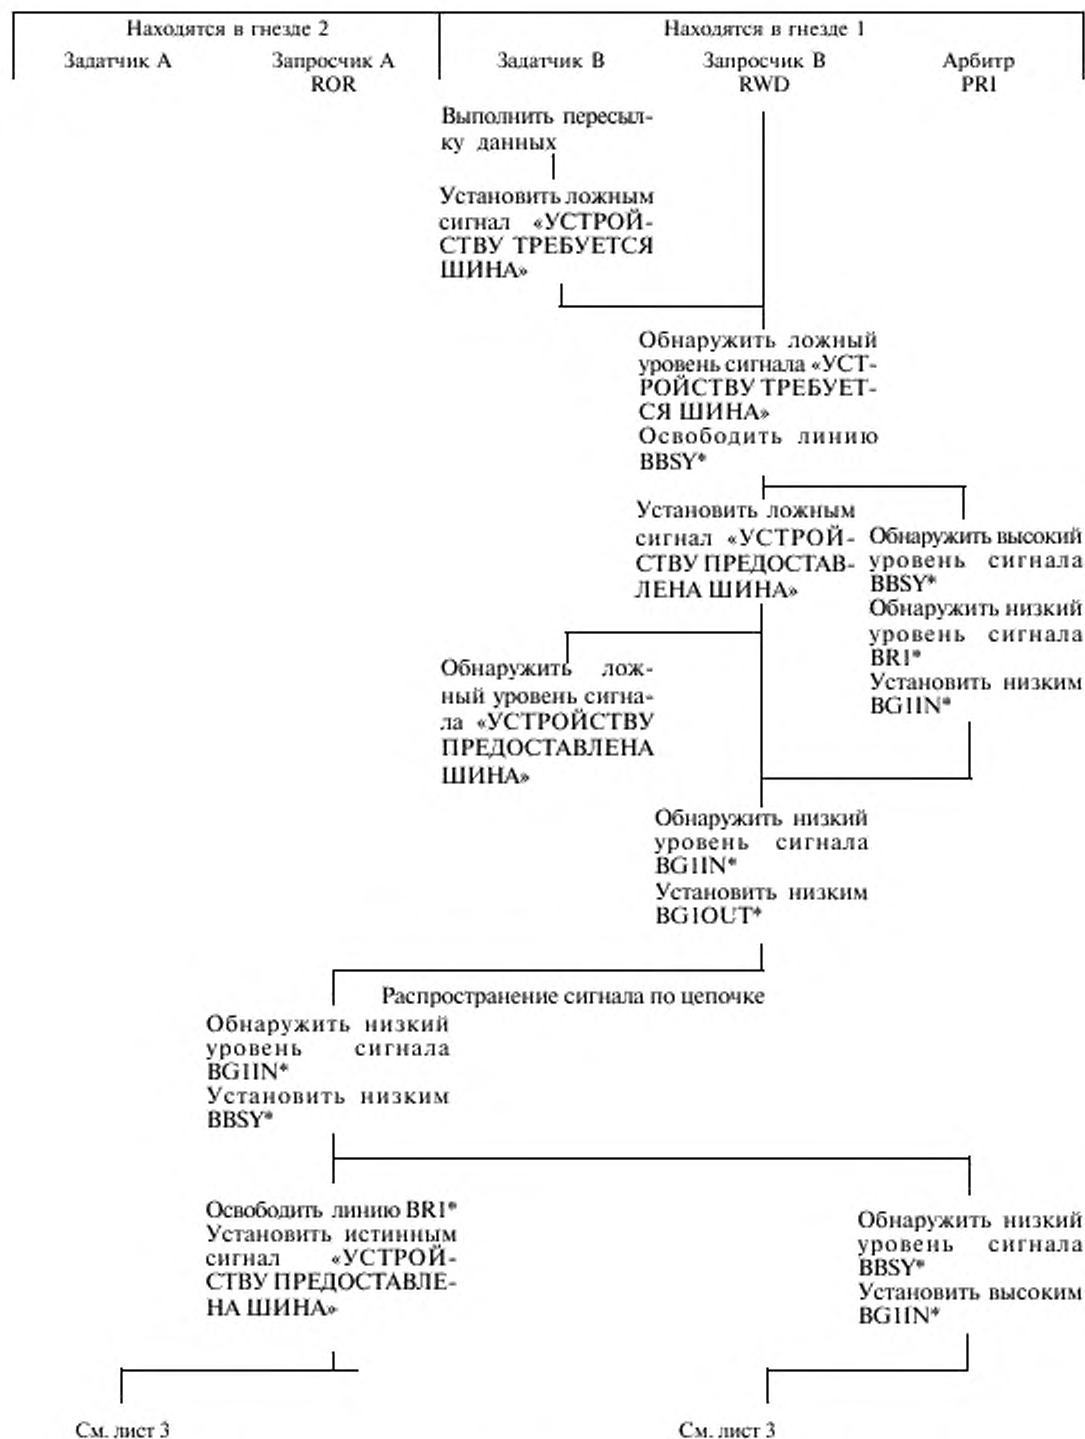 Находятся в гнезде 2
Находятся в гнезде 1
Задатчик А
Запросчик А
ROR
Задатчик В
Запросчик В
RWD
Арбитр
PRI
Выполнить пересыл-
ку данных
Установить ложным
сигнал «УСТРОЙ-
СТВУ ТРЕБУЕТСЯ
ШИНА»
Обнаружить ложный
уровень сигнала «УСТ-
РОЙСТВУ ТРЕБУЕТ-
СЯ ШИНА»
Освободить линию
BBSY*
Установить ложным
сигнал «УСТРОЙ-
СТВУ ПРЕДОСТАВ-
ЛЕНА ШИНА»
Обнаружить высокий
уровень сигнала
BBSY*
Обнаружить низкий
уровень сигнала
BR1*
Установить низким
BG1IN*
Обнаружить лож-
ный уровень сигна-
ла «УСТРОЙСТВУ
ПРЕДОСТАВЛЕНА
ШИНА»
Обнаружить низкий
уровень сигнала
BG1IN*
Установить низким
BG1OUT*
Распространение сигнала по цепочке
Обнаружить низкий
уровень сигнала
BG1IN*
Установить низким
BBSY*
Освободить линию BR1*
Установить истинным
сигнал «УСТРОЙ-
СТВУ ПРЕДОСТАВЛЕ-
НА ШИНА»
Обнаружить низкий
уровень сигнала
BBSY*
Установить высоким
BG1IN*
См. лист 3
См. лист 3